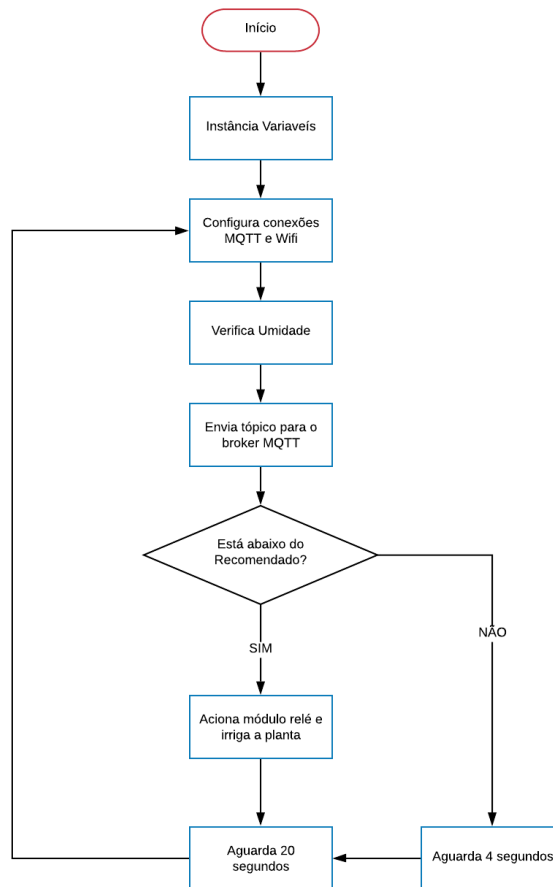 Início
Instância Variaveís
Configura conexões
MQTT e Wifi
Verifica Umidade
Envia tópico para o
broker MQTT
Está abaixo do
Recomendado?
NÃO
SIM
Aciona módulo relé e
irriga a planta
Aguarda 20
segundos
Aguarda 4 segundos